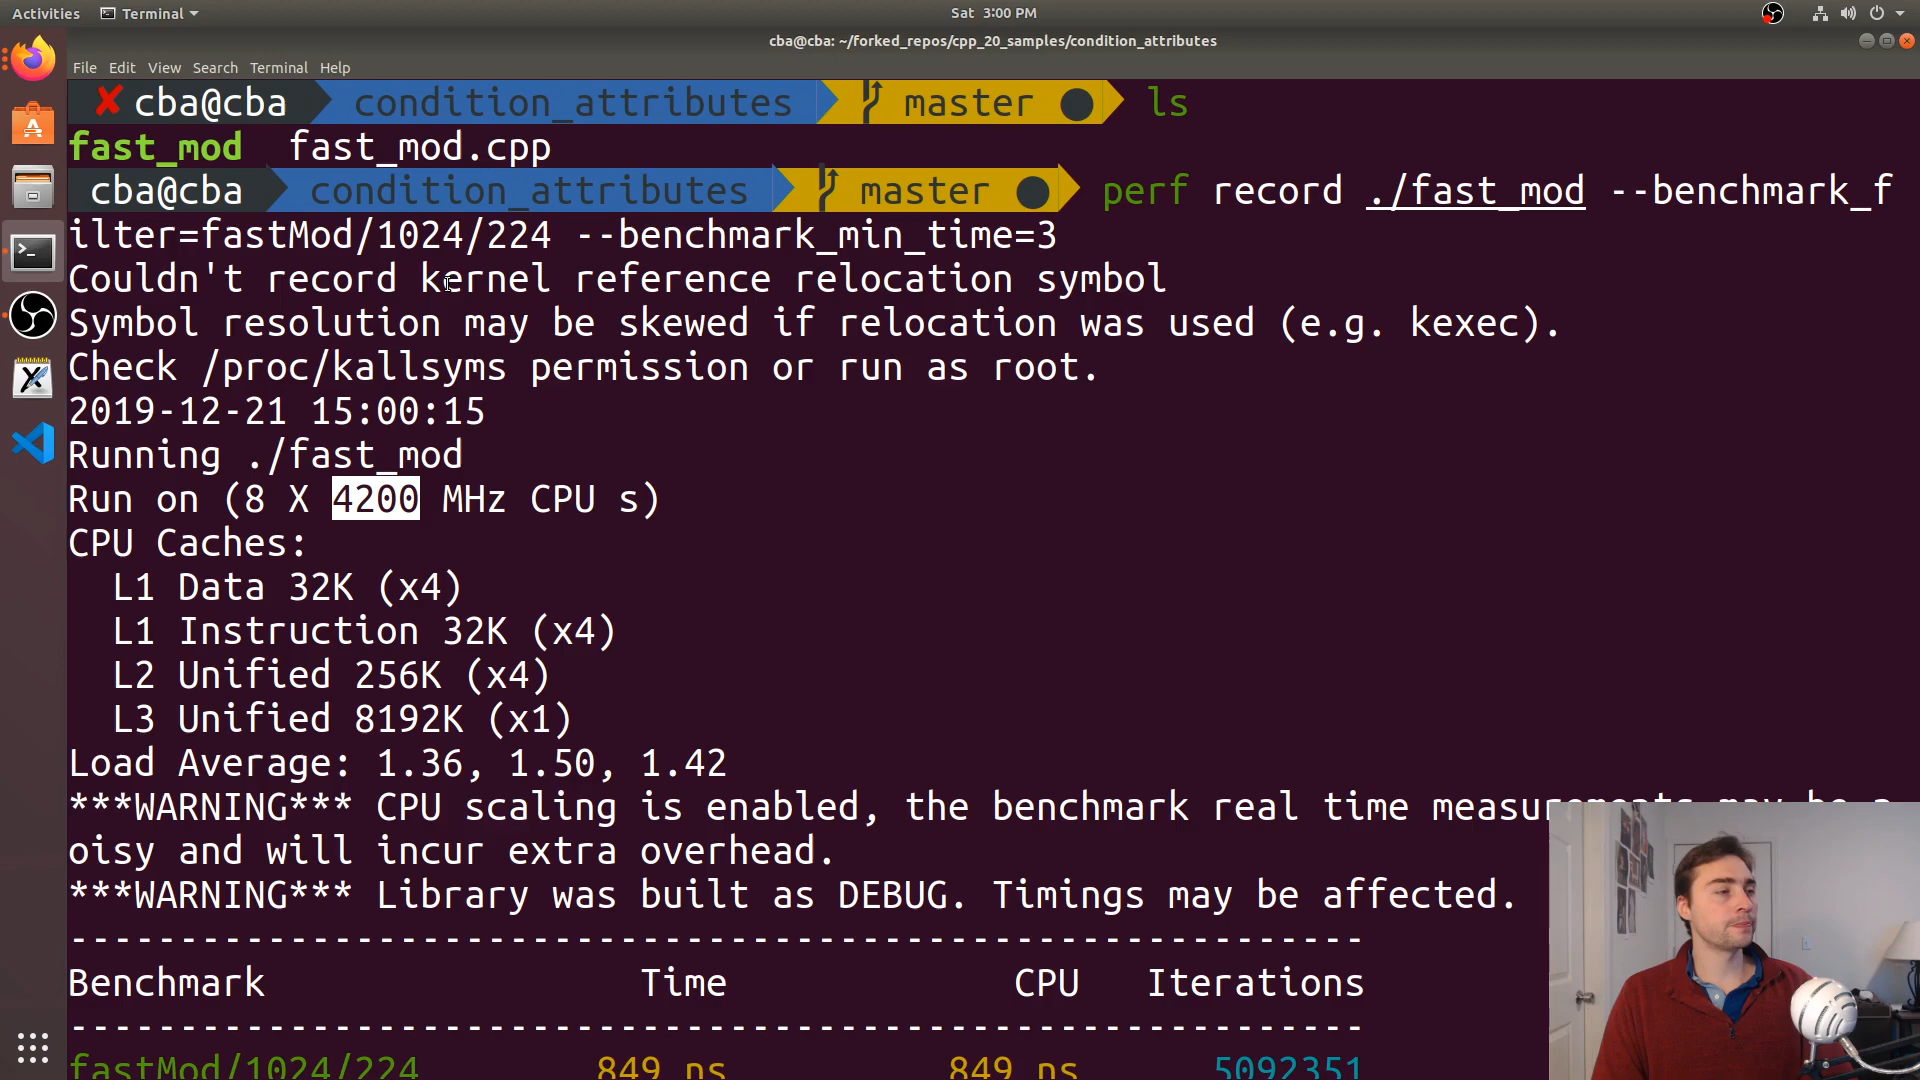 Activities Terminal Sat 3:00 PM
cba@cba: ~/forked_repos/cpp_20_samples/condition_attributes
File Edit View Search Terminal Help
✘ cba@cba condition_attributes master ● ls
fast_mod fast_mod.cpp
cba@cba condition_attributes master ● perf record ./fast_mod --benchmark_f
ilter=fastMod/1024/224 --benchmark_min_time=3
Couldn't record kernel reference relocation symbol
Symbol resolution may be skewed if relocation was used (e.g. kexec).
Check /proc/kallsyms permission or run as root.
2019-12-21 15:00:15
Running ./fast_mod
Run on (8 X 4200 MHz CPU s)
CPU Caches:
L1 Data 32K (x4)
L1 Instruction 32K (x4)
L2 Unified 256K (x4)
L3 Unified 8192K (x1)
Load Average: 1.36, 1.50, 1.42
***WARNING*** CPU scaling is enabled, the benchmark real time measurements may be
oisy and will incur extra overhead.
***WARNING*** Library was built as DEBUG. Timings may be affected.
-----------------------------------------------------------
Benchmark Time CPU Iterations
-----------------------------------------------------------
fastMod/1024/224 849 ns 849 ns 5092351